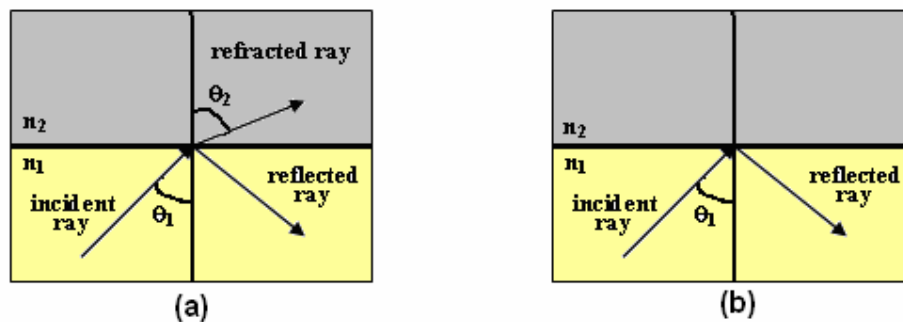 refracted ray
θ2
n2
n1
incident
ray
θ1
reflected
ray
(a)
n2
n1
incident
ray
θ1
reflected
ray
(b)